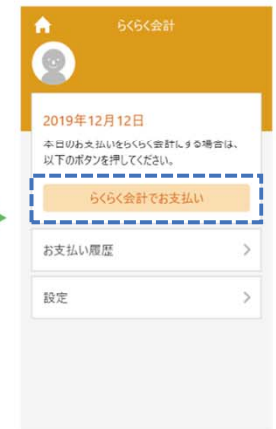 らくらく会計
2019年12月12日
本日のお支払いをらくらく会計にする場合は、
以下のボタンを押してください。
らくらく会計でお支払い
お支払い履歴
設定